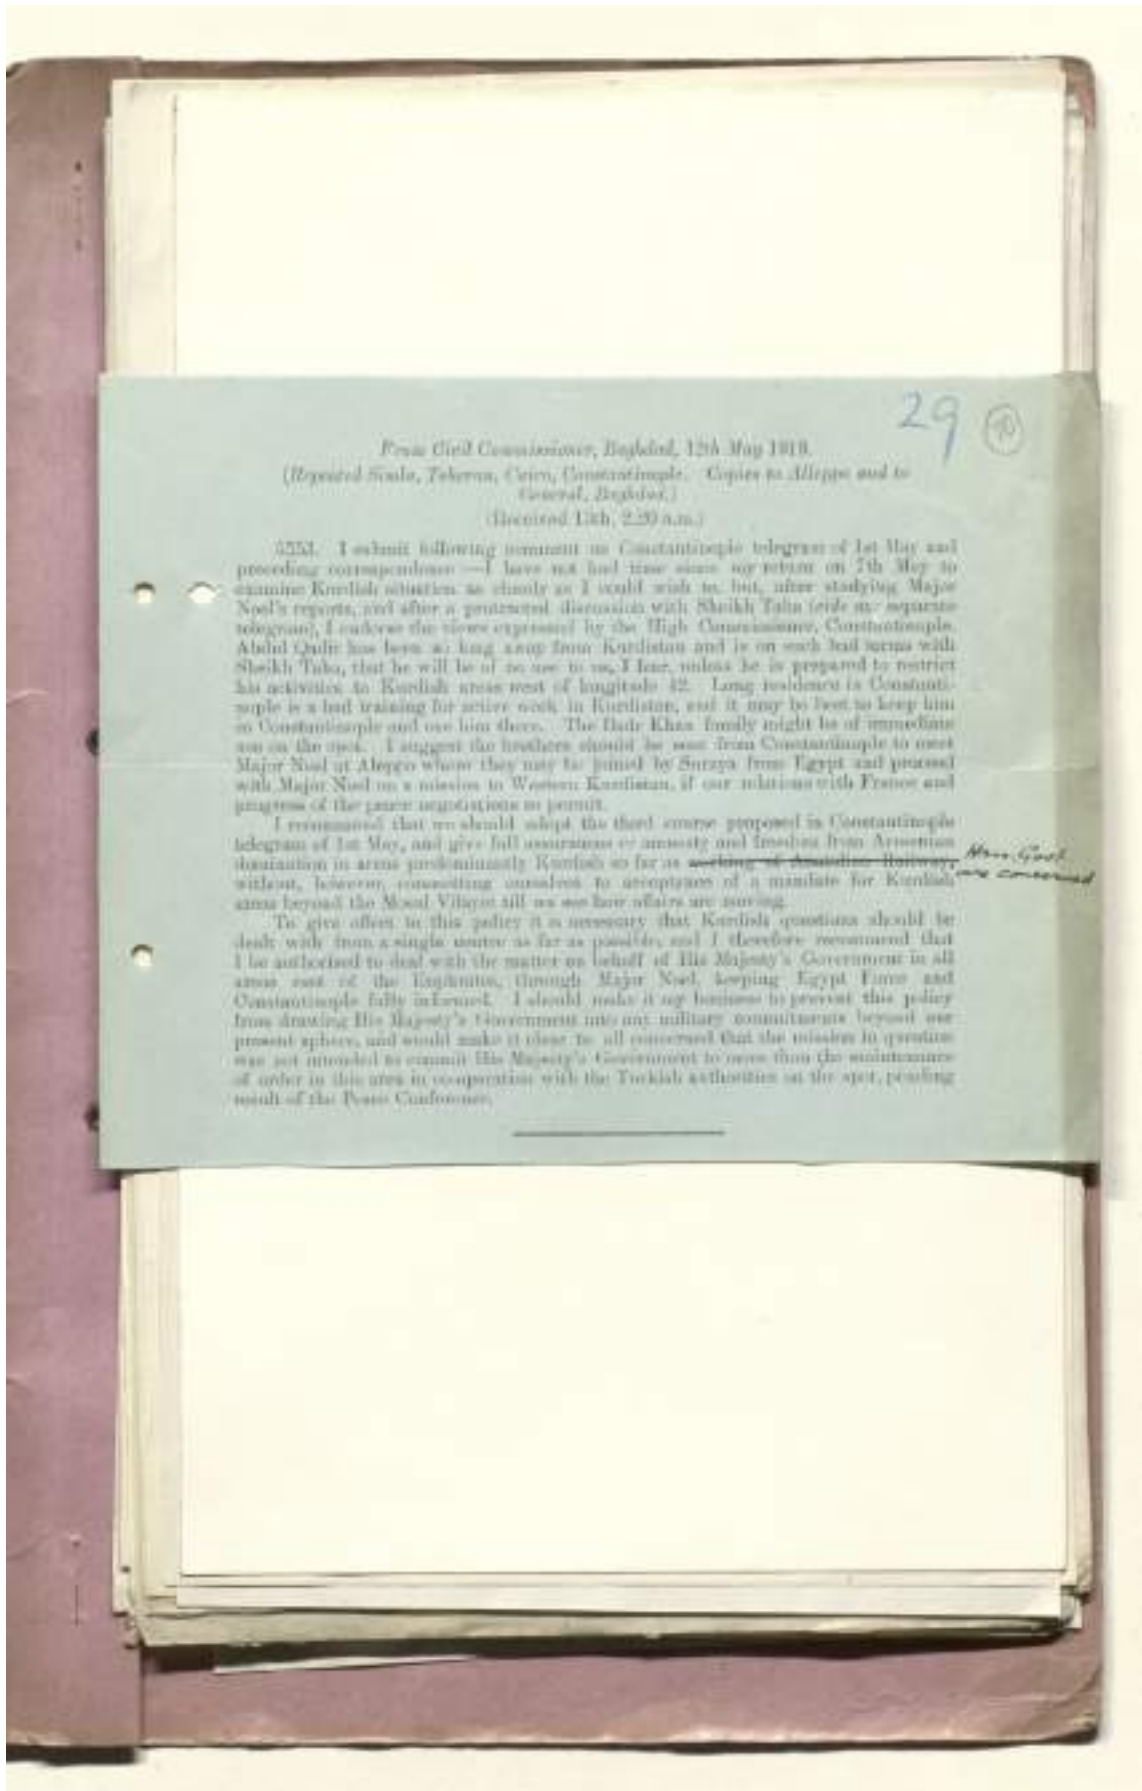 29
From Civil Commissioner, Baghdad, 12th May 1919.
(Repeated Simla, Teheran, Cairo, Constantinople. Copies to Aleppo and to
General, Baghdad.)
(Received 13th, 2.20 a.m.)
5553. I submit following comment on Constantinople telegram of 1st May and
preceding correspondence:—I have not had time since my return on 7th May to
examine Kurdish situation as closely as I would wish to, but, after studying Major
Noel's reports, and after a protracted discussion with Sheikh Taha (vide my separate
telegram), I endorse the views expressed by the High Commissioner, Constantinople.
Abdul Qadir has been so long away from Kurdistan and is on such bad terms with
Sheikh Taha, that he will be of no use to us, I fear, unless he is prepared to restrict
his activities to Kurdish areas west of longitude 42. Long residence in Constanti-
nople is a bad training for active work in Kurdistan, and it may be best to keep him
in Constantinople and use him there. The Badr Khan family might be of immediate
use on the spot. I suggest the brothers should be sent from Constantinople to meet
Major Noel at Aleppo where they may be joined by Suraya from Egypt and proceed
with Major Noel on a mission to Western Kurdistan, if our relations with France and
progress of the peace negotiations so permit.
I recommend that we should adopt the third course proposed in Constantinople
telegram of 1st May, and give full assurances of amnesty and freedom from Armenian
domination in areas predominantly Kurdish so far as working of Anatolian Railway, Hon. Govt
without, however, committing ourselves to acceptance of a mandate for Kurdish are concerned
areas beyond the Mosul Vilayet till we see how affairs are moving.
To give effect to this policy it is necessary that Kurdish questions should be
dealt with from a single centre as far as possible, and I therefore recommend that
I be authorised to deal with the matter on behalf of His Majesty's Government in all
areas east of the Euphrates, through Major Noel, keeping Egypt Force and
Constantinople fully informed. I should make it my business to prevent this policy
from drawing His Majesty's Government into any military commitments beyond our
present sphere, and would make it clear to all concerned that the mission in question
was not intended to commit His Majesty's Government to more than the maintenance
of order in this area in co-operation with the Turkish authorities on the spot, pending
result of the Peace Conference.